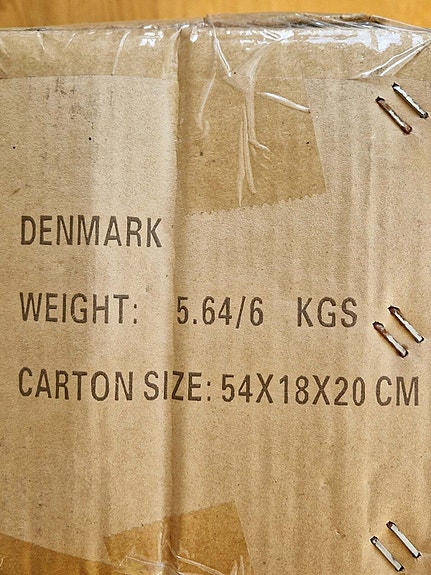 DENMARK
WEIGHT: 5.64/6 KGS
CARTON SIZE: 54X18X20 CM